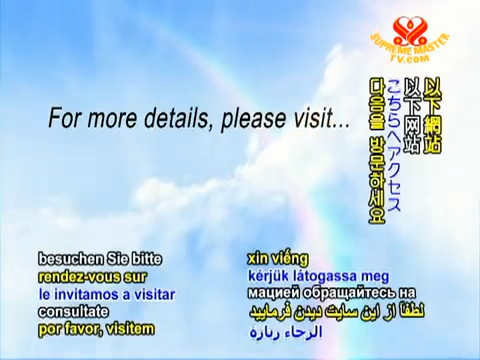 SUPREME MASTER
TV.COM
For more details, please visit...
以下網站
以下网站
こちらへアクセス
다음을 방문하세요
besuchen Sie bitte
rendez-vous sur
le invitamos a visitar
consultate
por favor, visitem
xin viếng
kérjük látogassa meg
мацией обращайтесь на
لطفاً از این سایت دیدن فرمایید
الرجاء زيارة